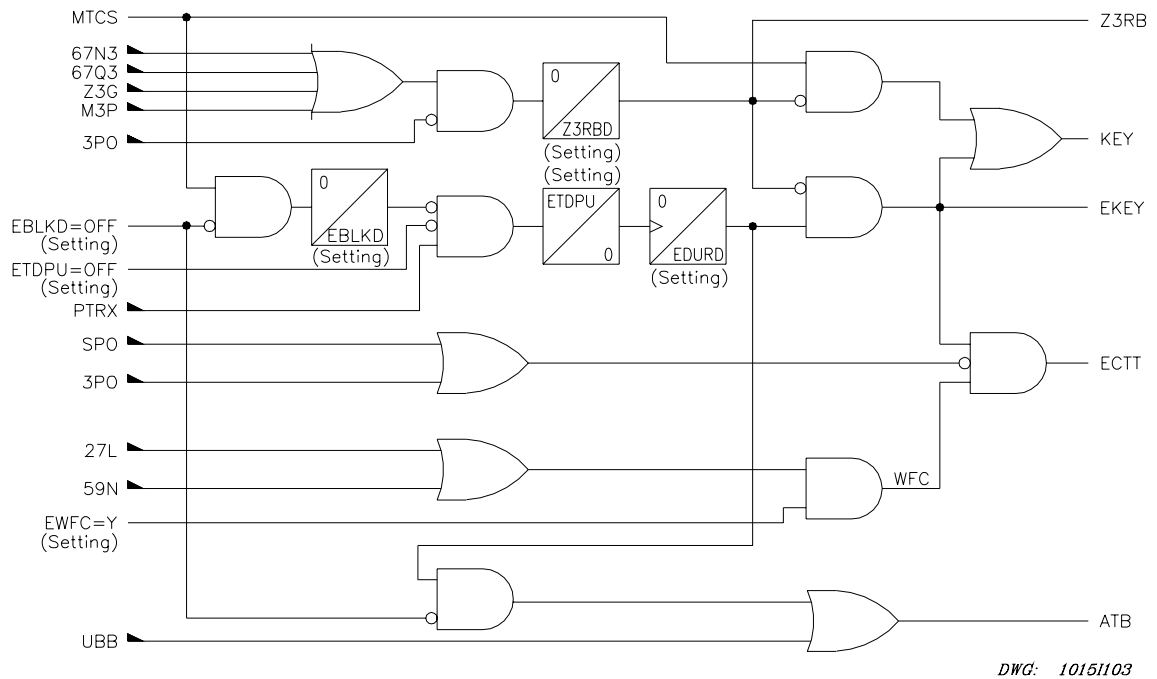 MTCS
Z3RB
67N3
67Q3
Z3G
M3P
0
Z3RBD
(Setting)
3PO
KEY
(Setting)
0
EBLKD
(Setting)
ETDPU
0
0
EDURD
(Setting)
EKEY
EBLKD=OFF
(Setting)
ETDPU=OFF
(Setting)
PTRX
SPO
3PO
ECTT
27L
59N
WFC
EWFC=Y
(Setting)
UBB
ATB
DWG: 1015I103